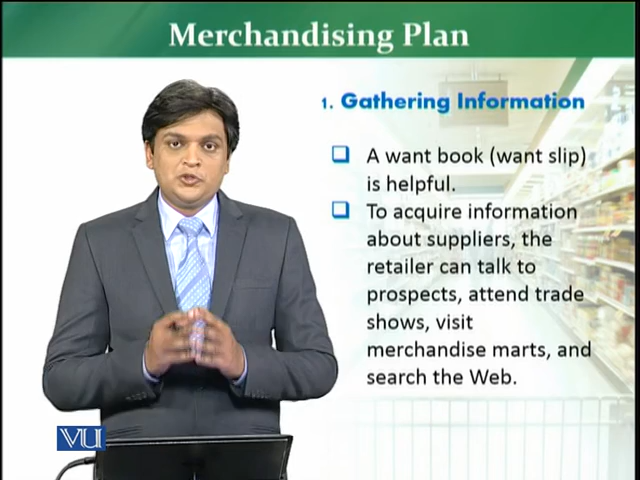 Merchandising Plan
1. Gathering Information
A want book (want slip)
is helpful.
To acquire information
about suppliers, the
retailer can talk to
prospects, attend trade
shows, visit
merchandise marts, and
search the Web.
VU